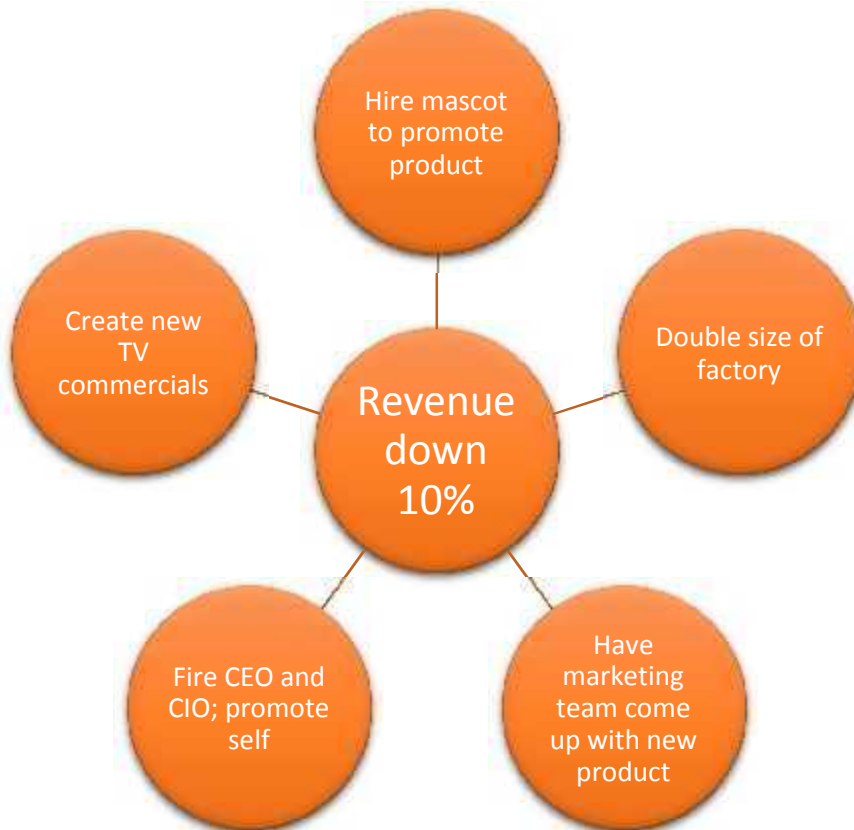 Hire mascot
to promote
product
Double size of
factory
Have
marketing
team come
up with new
product
Fire CEO and
CIO; promote
self
Create new
TV
commercials
Revenue
down
10%